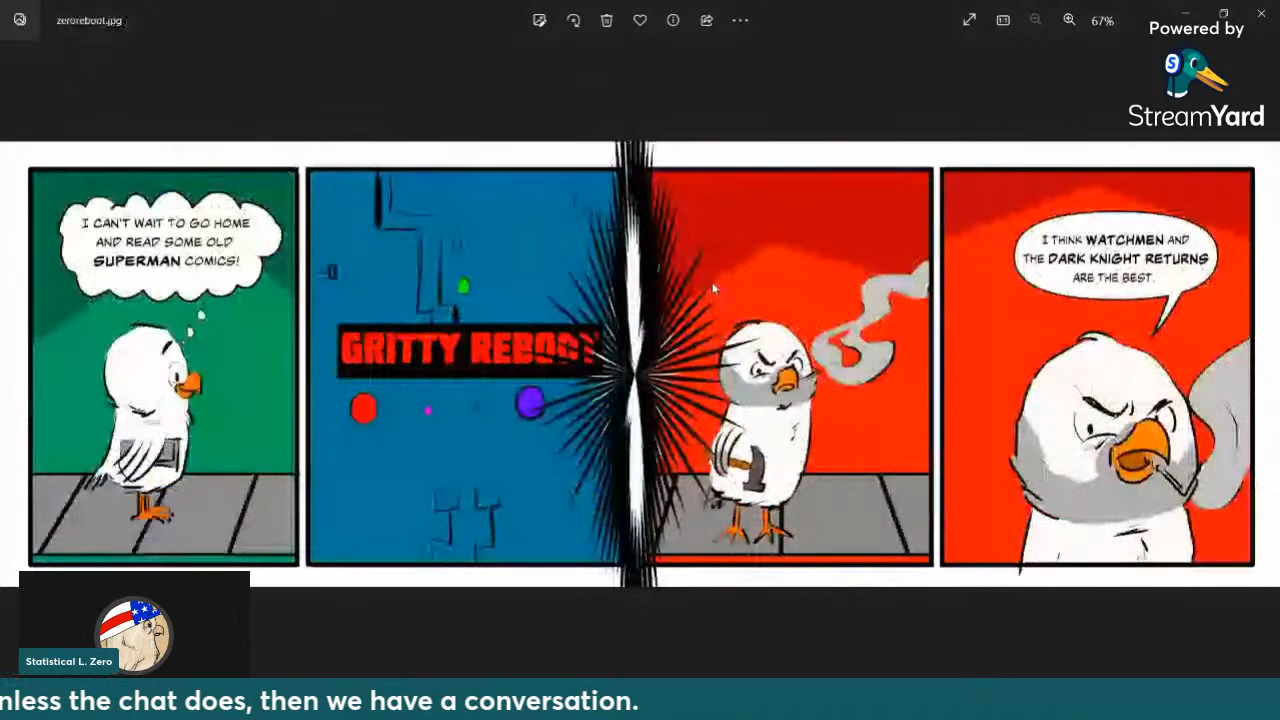 zeroreboot.jpg
67%
Powered by
StreamYard
I CAN'T WAIT TO GO HOME
AND READ SOME OLD
SUPERMAN COMICS!
GRITTY REBOOT
I THINK WATCHMEN AND
THE DARK KNIGHT RETURNS
ARE THE BEST.
Statistical L. Zero
nless the chat does, then we have a conversation.